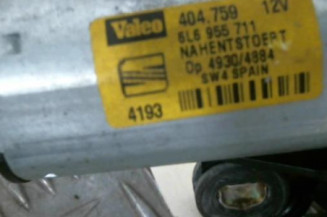 Valeo 404.759 12V
6L6 955 711
NAHENTSTOERT
Op 4930/4884
SW4 SPAIN
4193